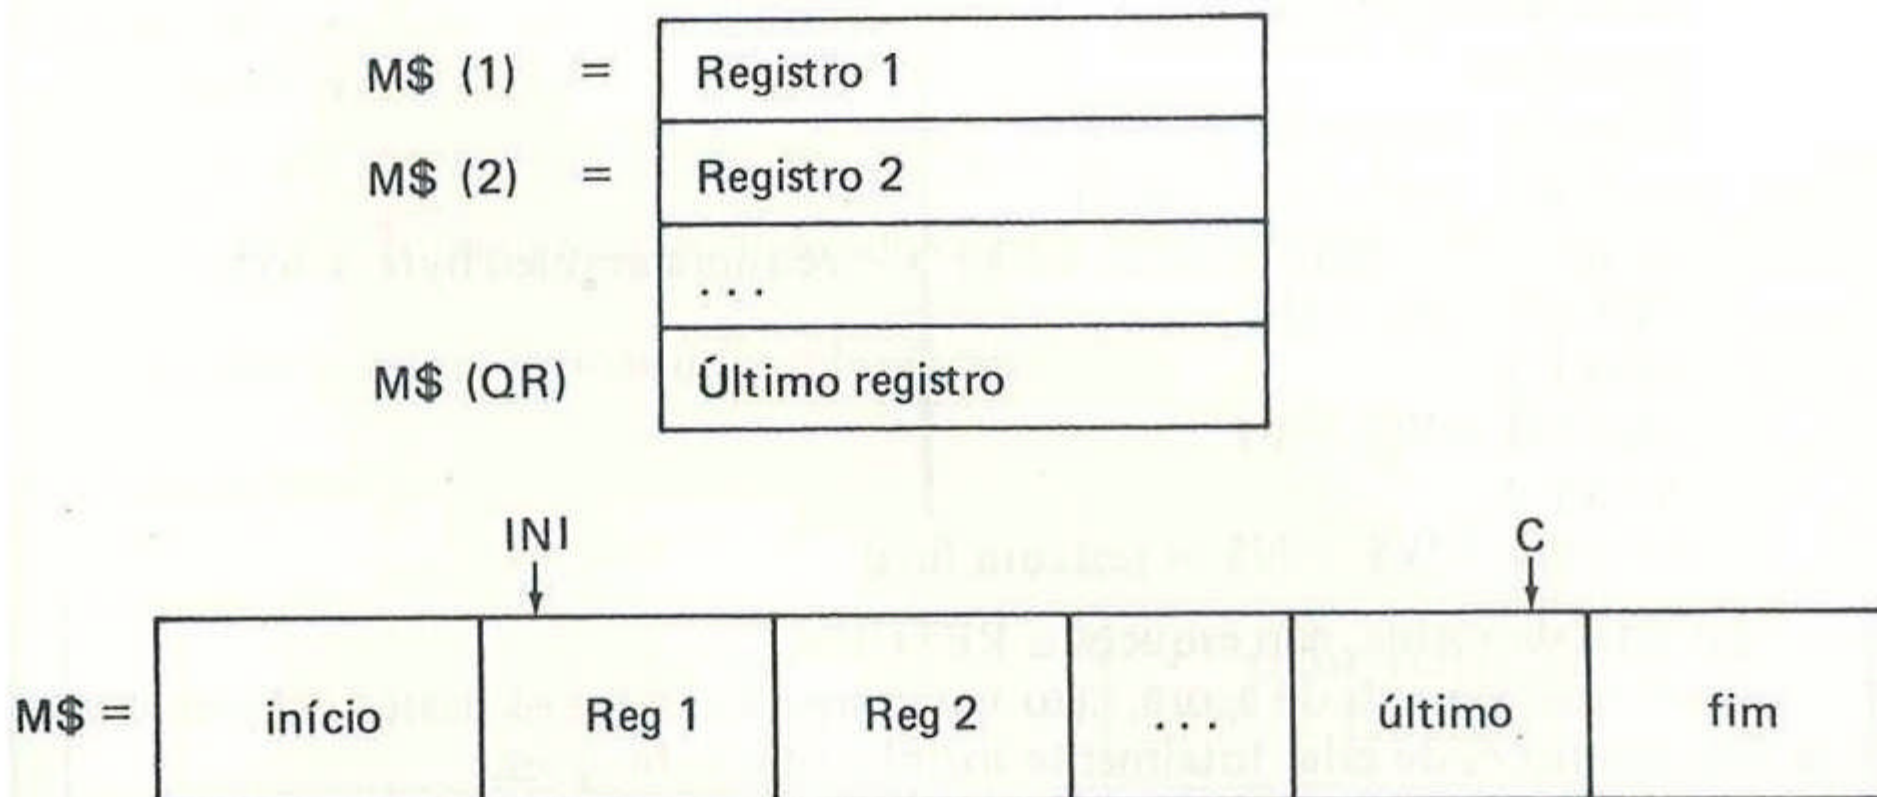 M$ (1) = Registro 1
M$ (2) = Registro 2
...
M$ (QR) Último registro
INI C
M$ = início Reg 1 Reg 2 ... último fim